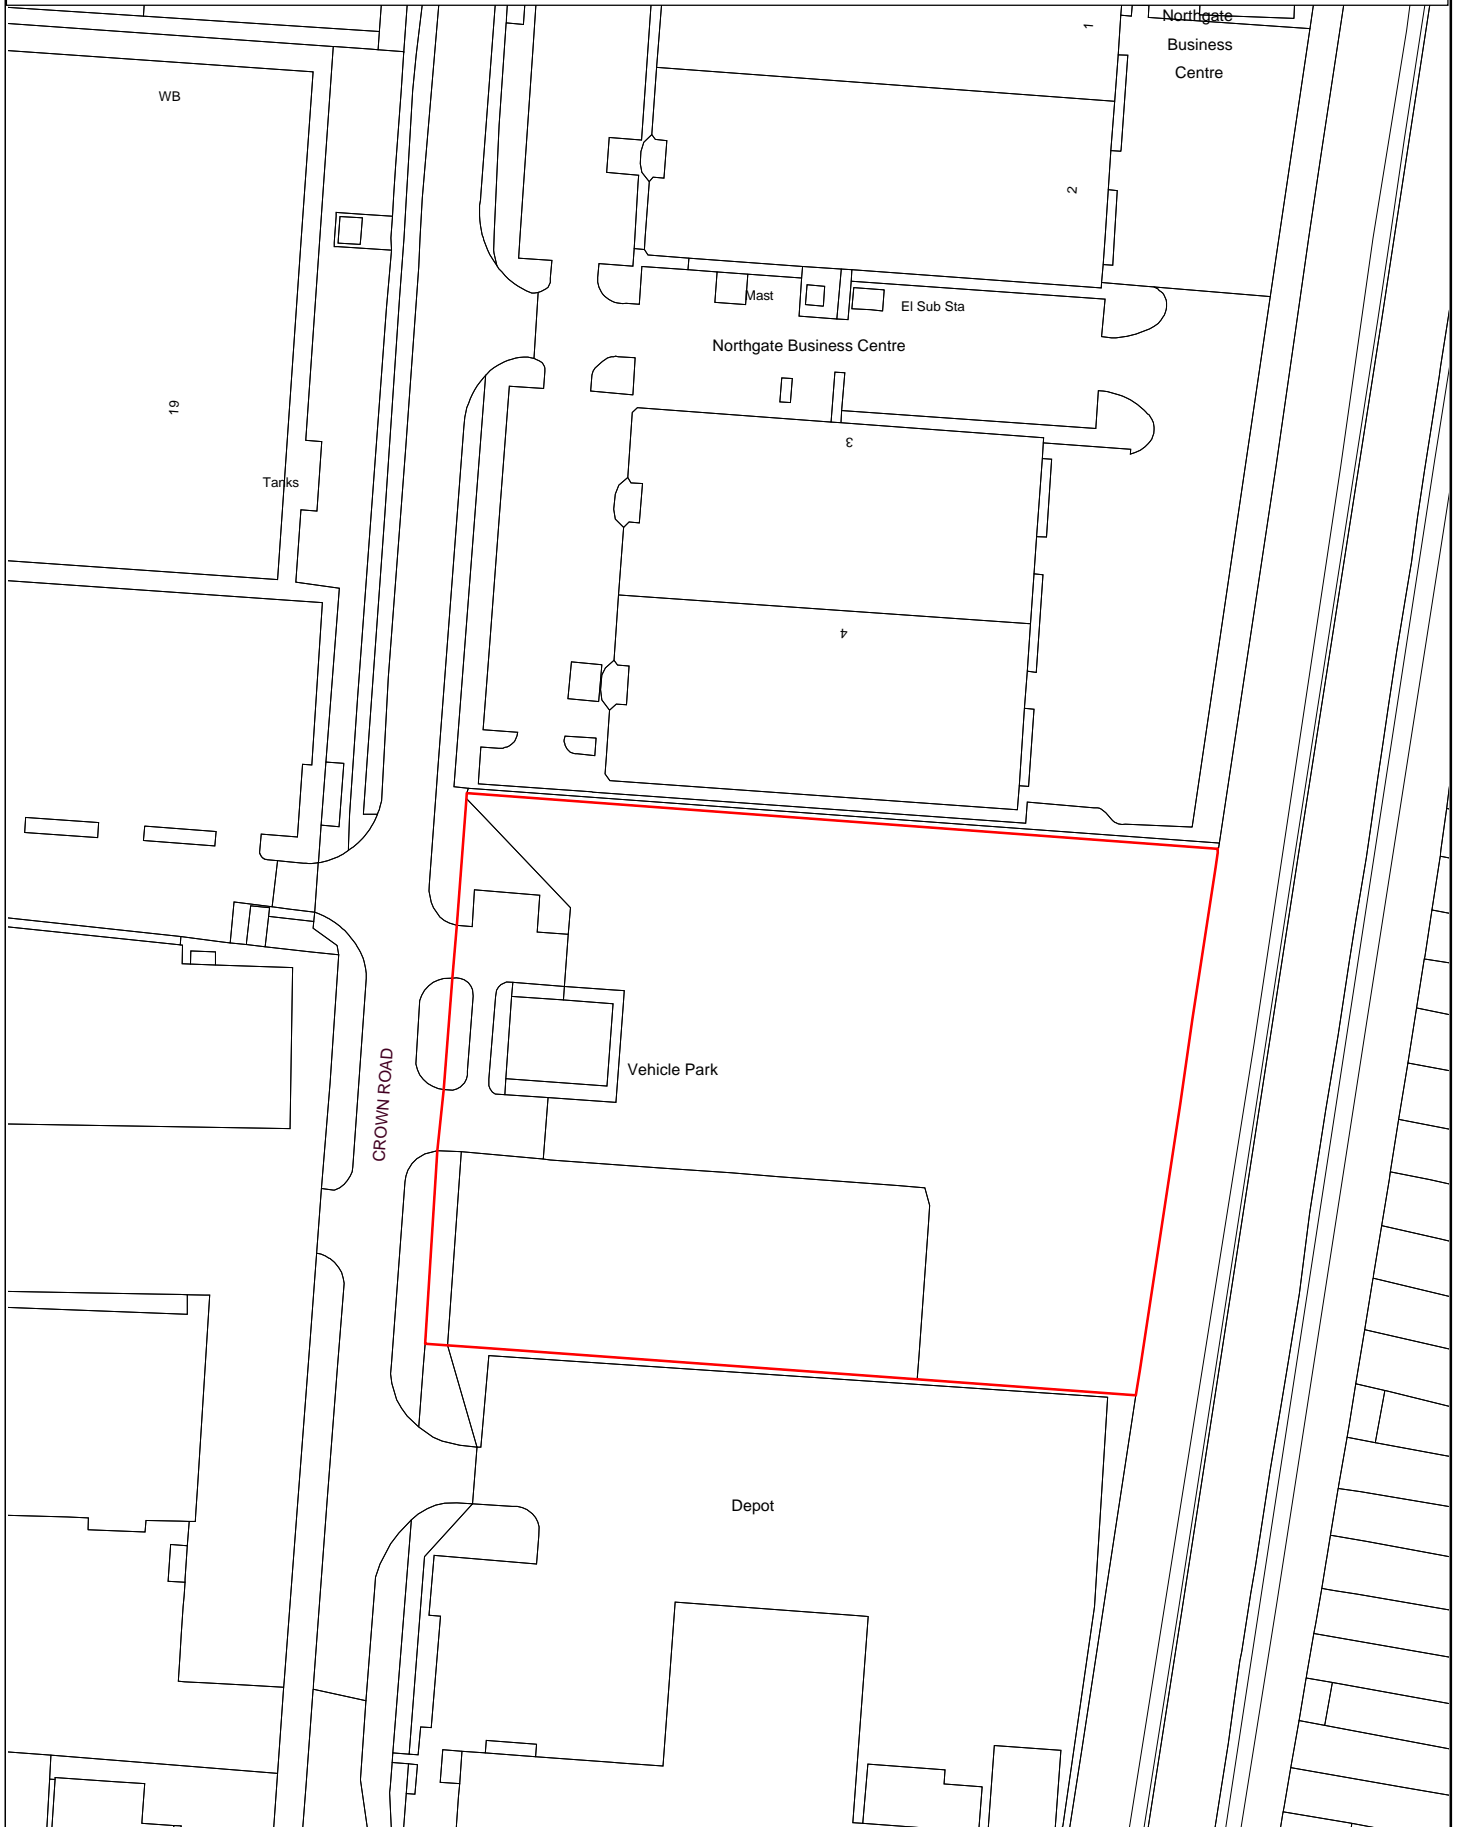 Northgate
Business
Centre
1
WB
2
Mast
El Sub Sta
Northgate Business Centre
19
3
Tanks
4
CROWN ROAD
Vehicle Park
Depot